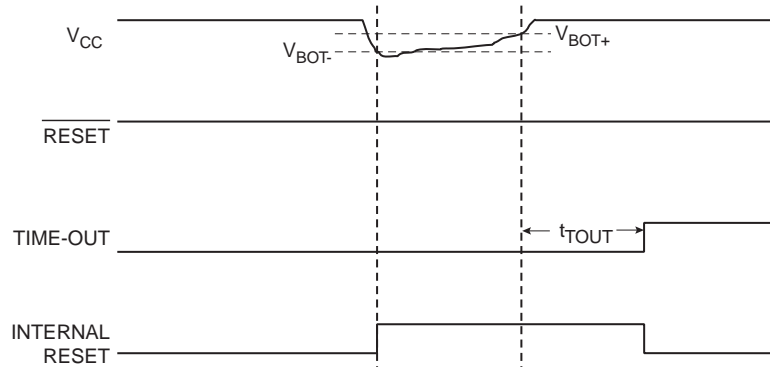 VCC
VBOT-
VBOT+
RESET
TIME-OUT
tTOUT
INTERNAL
RESET